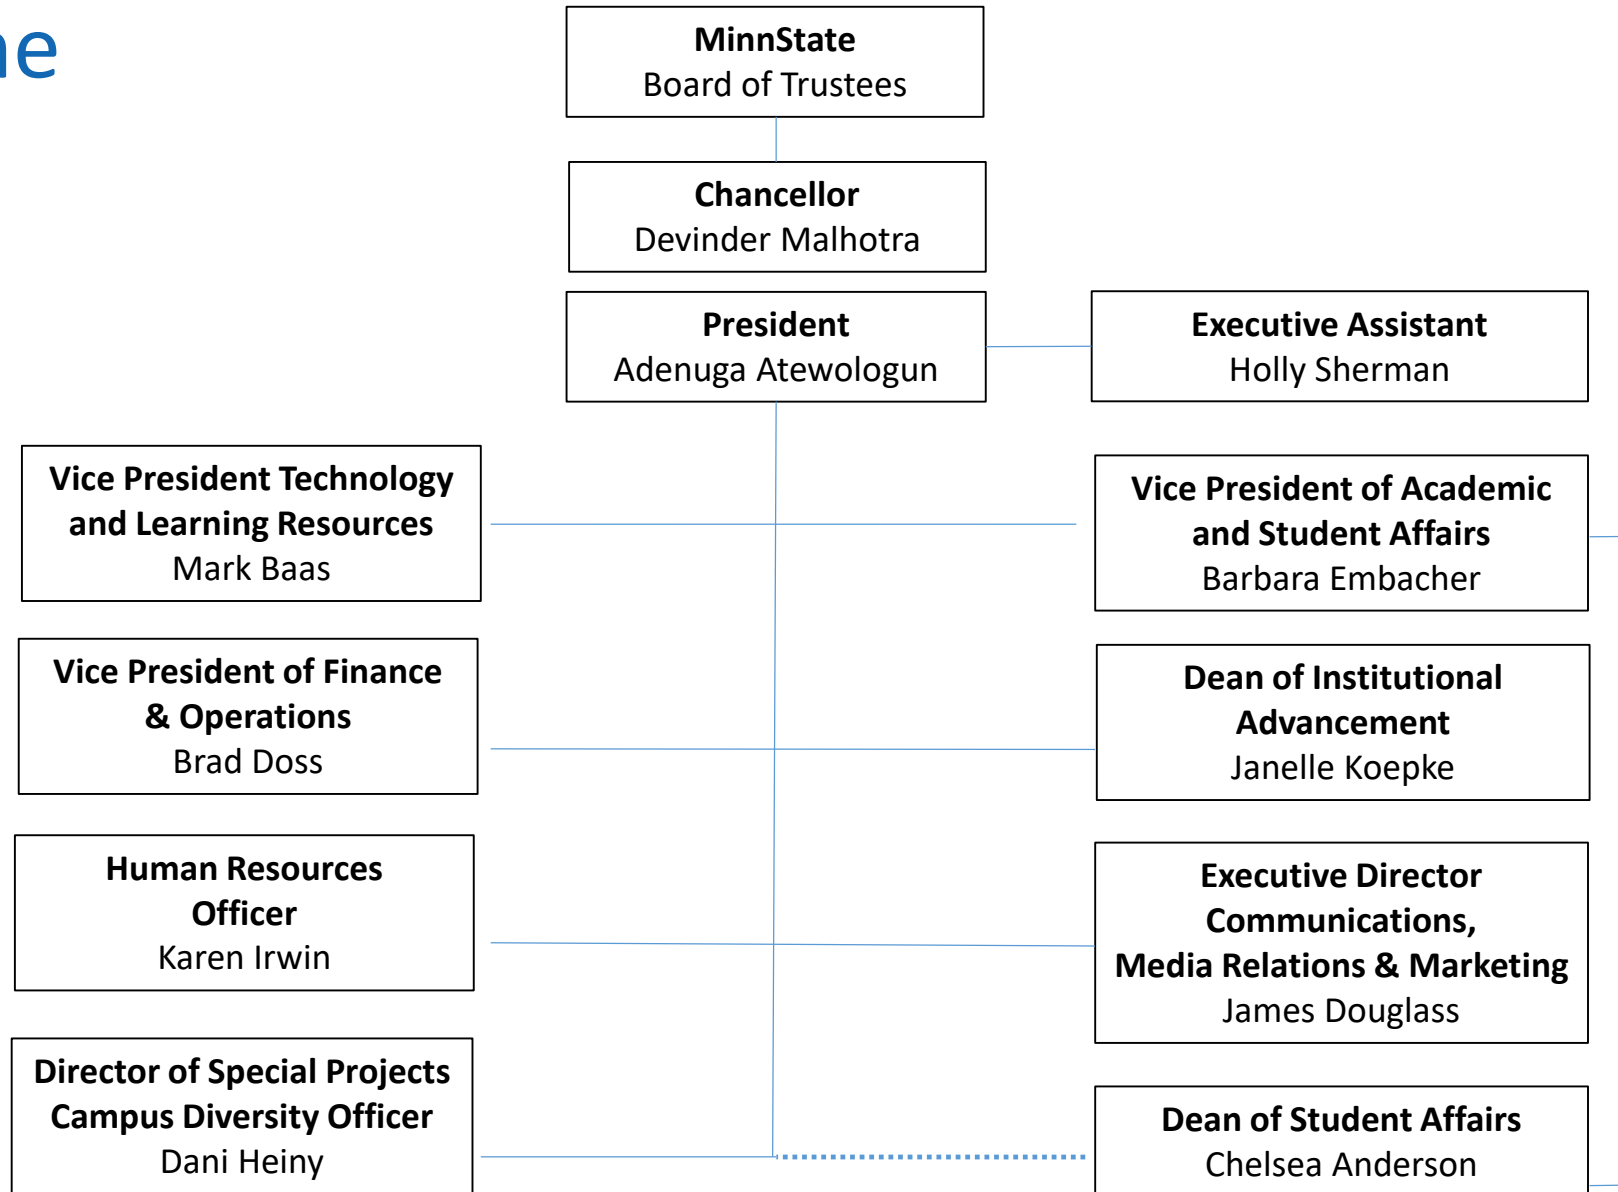 ne
MinnState
Board of Trustees
Chancellor
Devinder Malhotra
President
Adenuga Atewologun
Executive Assistant
Holly Sherman
Vice President Technology
and Learning Resources
Mark Baas
Vice President of Academic
and Student Affairs
Barbara Embacher
Vice President of Finance
& Operations
Brad Doss
Dean of Institutional
Advancement
Janelle Koepke
Human Resources
Officer
Karen Irwin
Executive Director
Communications,
Media Relations & Marketing
James Douglass
Director of Special Projects
Campus Diversity Officer
Dani Heiny
Dean of Student Affairs
Chelsea Anderson